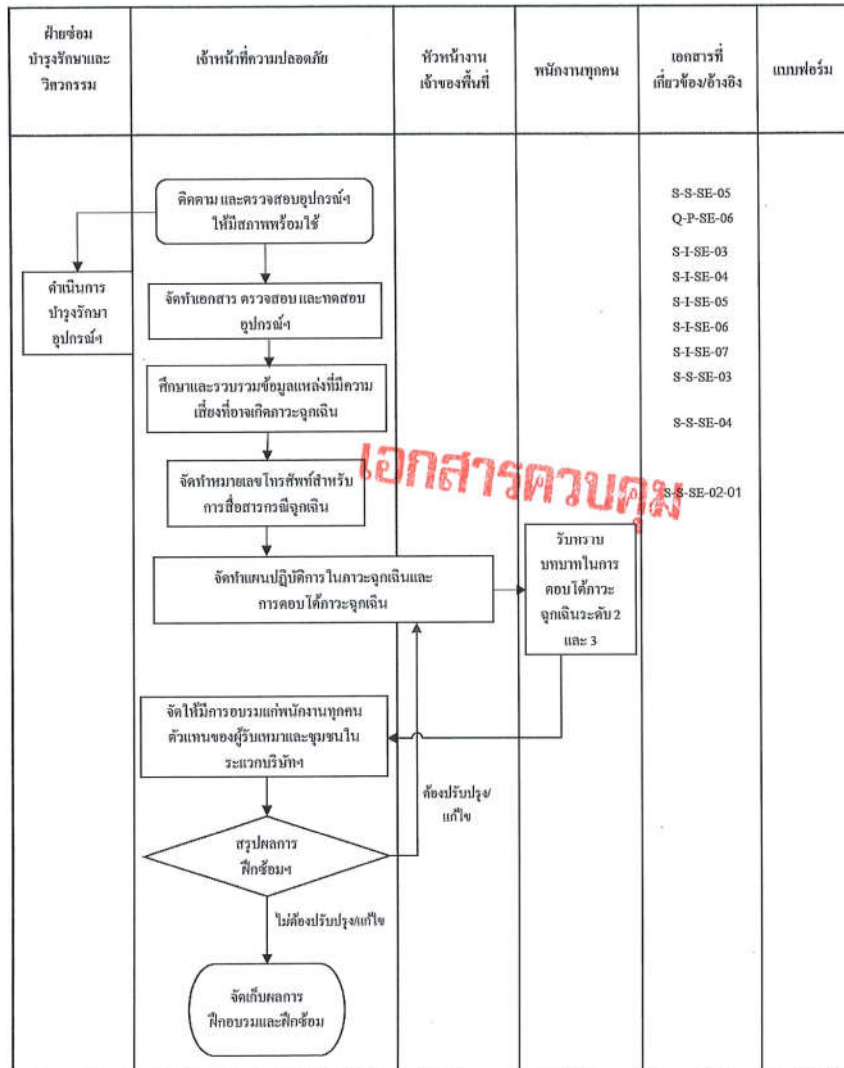 ฝ่ายซ่อม
บำรุงรักษาและ
วิศวกรรม
เจ้าหน้าที่ความปลอดภัย
หัวหน้างาน
เจ้าของพื้นที่
พนักงานทุกคน
เอกสารที่
เกี่ยวข้อง/อ้างอิง
แบบฟอร์ม
ติดตาม และตรวจสอบอุปกรณ์ฯ
ให้มีสภาพพร้อมใช้
ดำเนินการ
บำรุงรักษา
อุปกรณ์ฯ
จัดทำเอกสาร ตรวจสอบ และทดสอบ
อุปกรณ์ฯ
ศึกษาและรวบรวมข้อมูลแหล่งที่มีความ
เสี่ยงที่อาจเกิดภาวะฉุกเฉิน
จัดทำหมายเลขโทรศัพท์สำหรับ
การสื่อสารกรณีฉุกเฉิน
จัดทำแผนปฏิบัติการในภาวะฉุกเฉินและ
การตอบโต้ภาวะฉุกเฉิน
รับทราบ
บทบาทในการ
ตอบโต้ภาวะ
ฉุกเฉินระดับ 2
และ 3
จัดให้มีการอบรมแก่พนักงานทุกคน
ตัวแทนของผู้รับเหมาและชุมชนใน
ระแวกบริษัทฯ
ต้องปรับปรุง/
แก้ไข
สรุปผลการ
ฝึกซ้อมฯ
ไม่ต้องปรับปรุง/แก้ไข
จัดเก็บผลการ
ฝึกอบรมและฝึกซ้อม
S-S-SE-05
Q-P-SE-06
S-I-SE-03
S-I-SE-04
S-I-SE-05
S-I-SE-06
S-I-SE-07
S-S-SE-03
S-S-SE-04
S-S-SE-02-01
เอกสารควบคุม